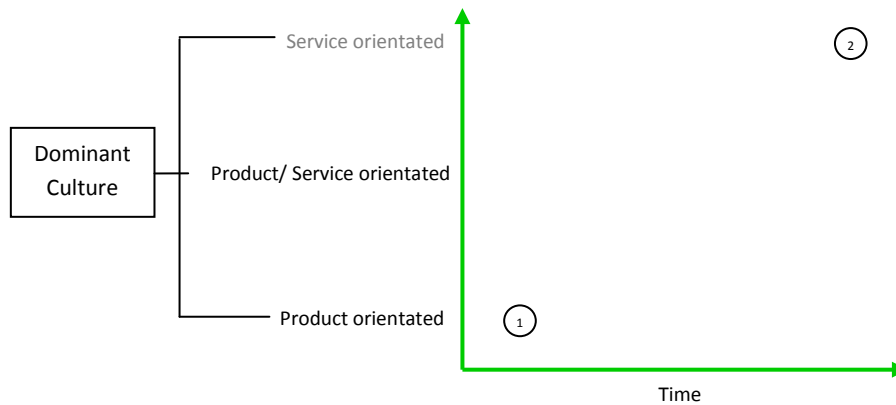 Service orientated
2
Dominant
Culture
Product/ Service orientated
Product orientated
1
Time